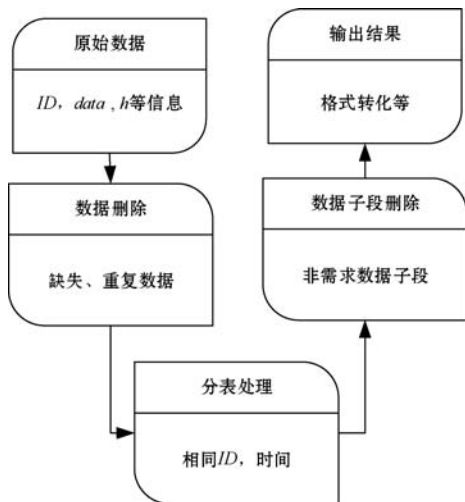 原始数据
ID，data，h等信息
数据删除
缺失、重复数据
分表处理
相同ID，时间
数据子段删除
非需求数据子段
输出结果
格式转化等